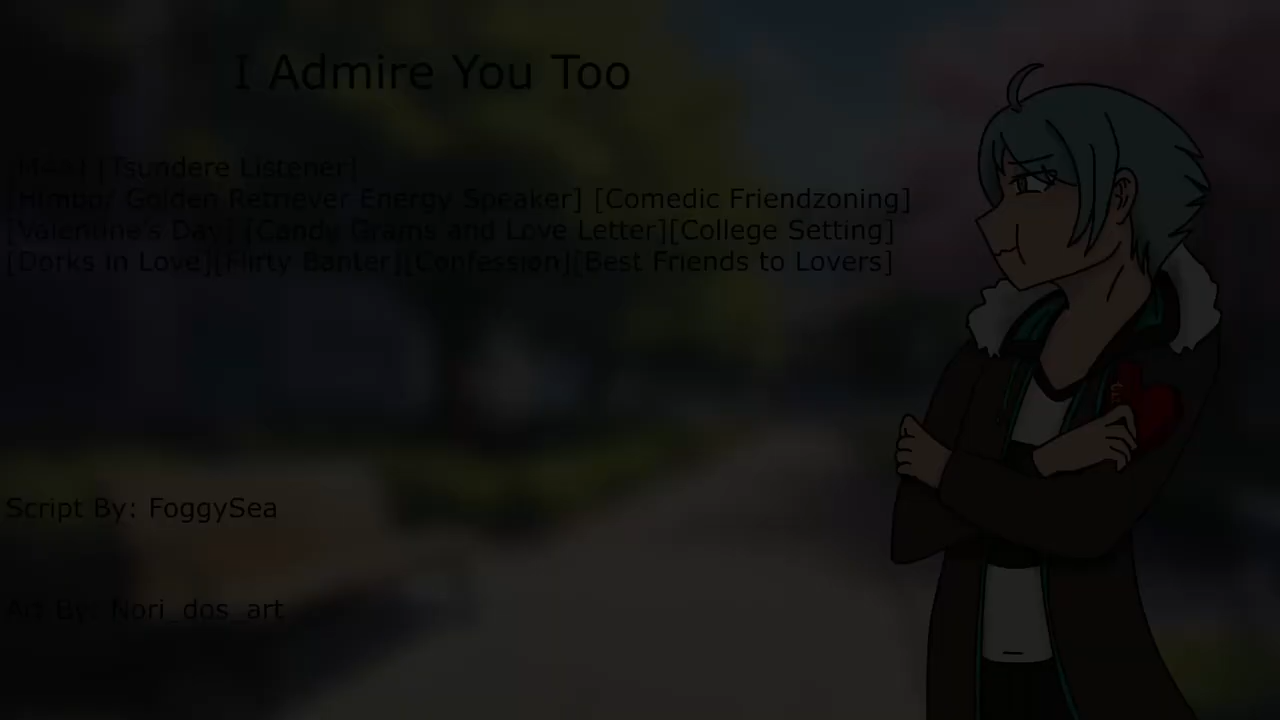 I Admire You Too
[M4A] [Tsundere Listener]
[Himbo/ Golden Retriever Energy Speaker] [Comedic Friendzoning]
[Valentine's Day] [Candy Grams and Love Letter][College Setting]
[Dorks in Love][Flirty Banter][Confession][Best Friends to Lovers]
Script By: FoggySea
Art By: Nori_dos_art